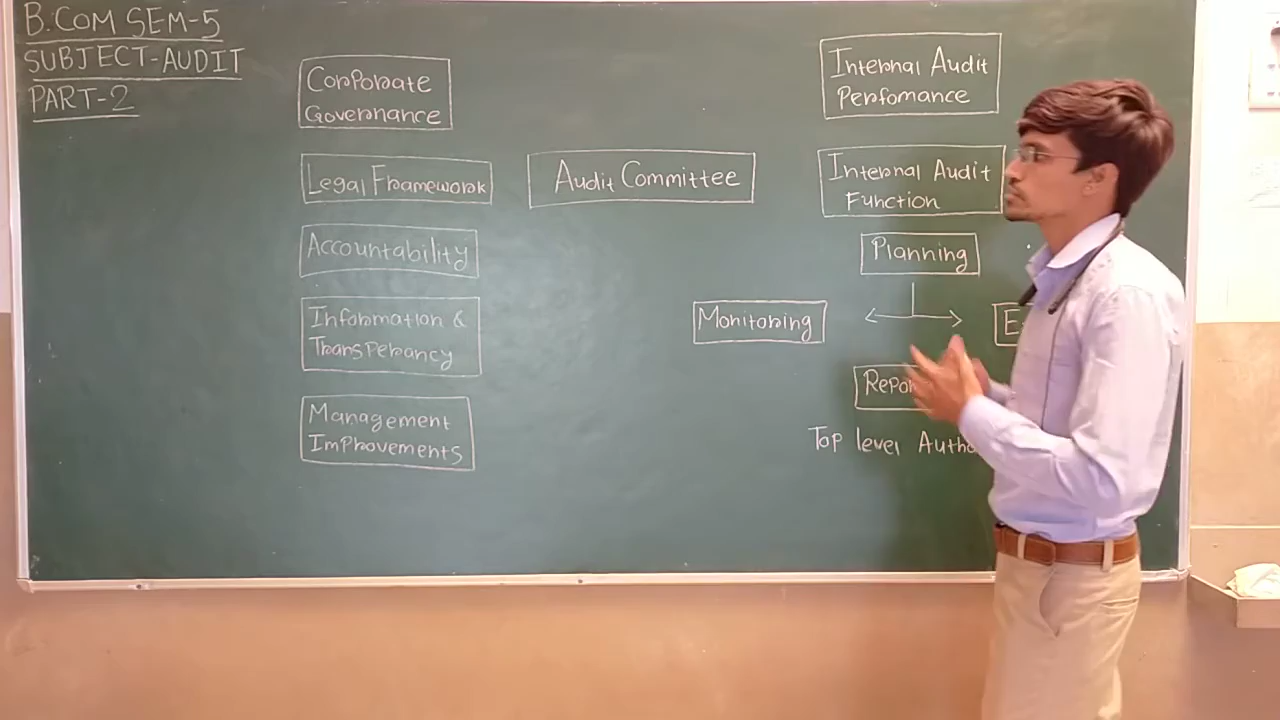 B.COM SEM-5
SUBJECT-AUDIT
PART-2
Corporate
Governance
Legal Framework
Accountability
Information &
Transperancy
Management
Improvements
Audit Committee
Internal Audit
Perfomance
Internal Audit
Function
Planning
Monitoring
Top level